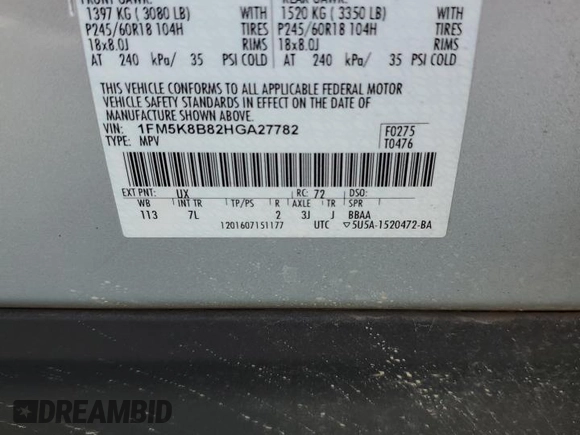 FRONT GAWR: REAR GAWR:
1397 KG ( 3080 LB) WITH 1520 KG ( 3350 LB) WITH
P245/60R18 104H TIRES P245/60R18 104H TIRES
18x8.0J RIMS 18x8.0J RIMS
AT 240 kPa/ 35 PSI COLD AT 240 kPa/ 35 PSI COLD
THIS VEHICLE CONFORMS TO ALL APPLICABLE FEDERAL MOTOR
VEHICLE SAFETY STANDARDS IN EFFECT ON THE DATE OF
MANUFACTURE SHOWN ABOVE.
VIN: 1FM5K8B82HGA27782 F0275
TYPE: MPV T0476
EXT PNT: UX RC: 72 DSO:
WB INT TR TP/PS R AXLE TR SPR
113 7L 2 3J J BBAA
1201607151177 UTC ▽5U5A-1520472-BA
DREAMBID